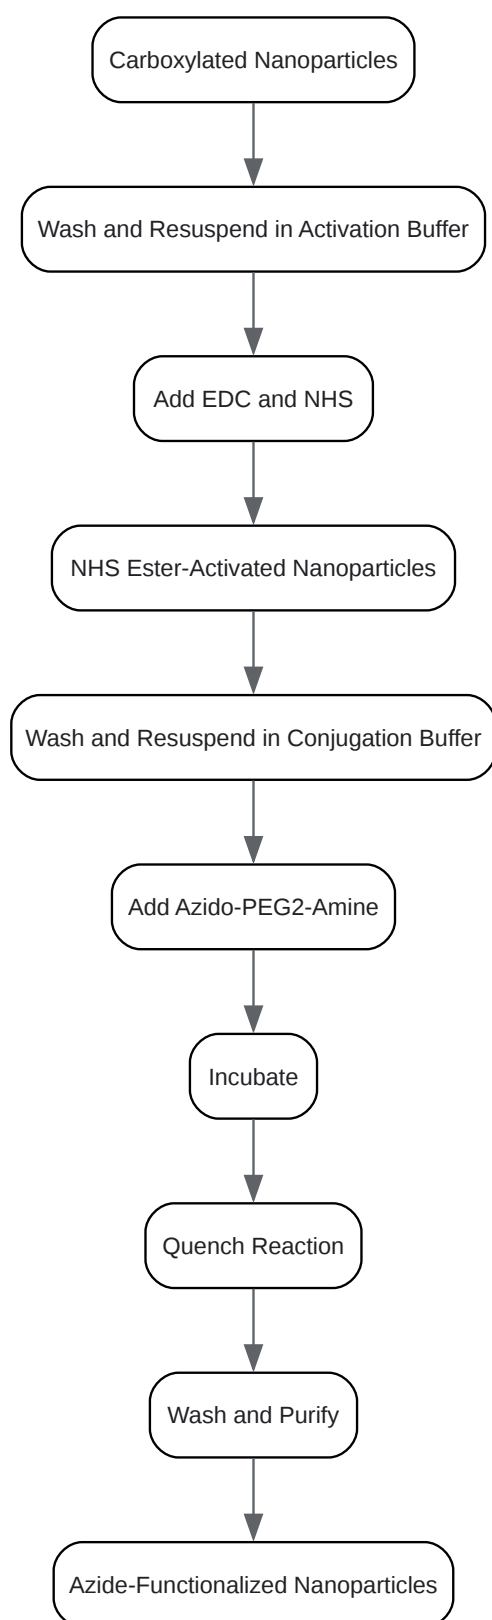 Carboxylated Nanoparticles
Wash and Resuspend in Activation Buffer
Add EDC and NHS
NHS Ester-Activated Nanoparticles
Wash and Resuspend in Conjugation Buffer
Add Azido-PEG2-Amine
Incubate
Quench Reaction
Wash and Purify
Azide-Functionalized Nanoparticles